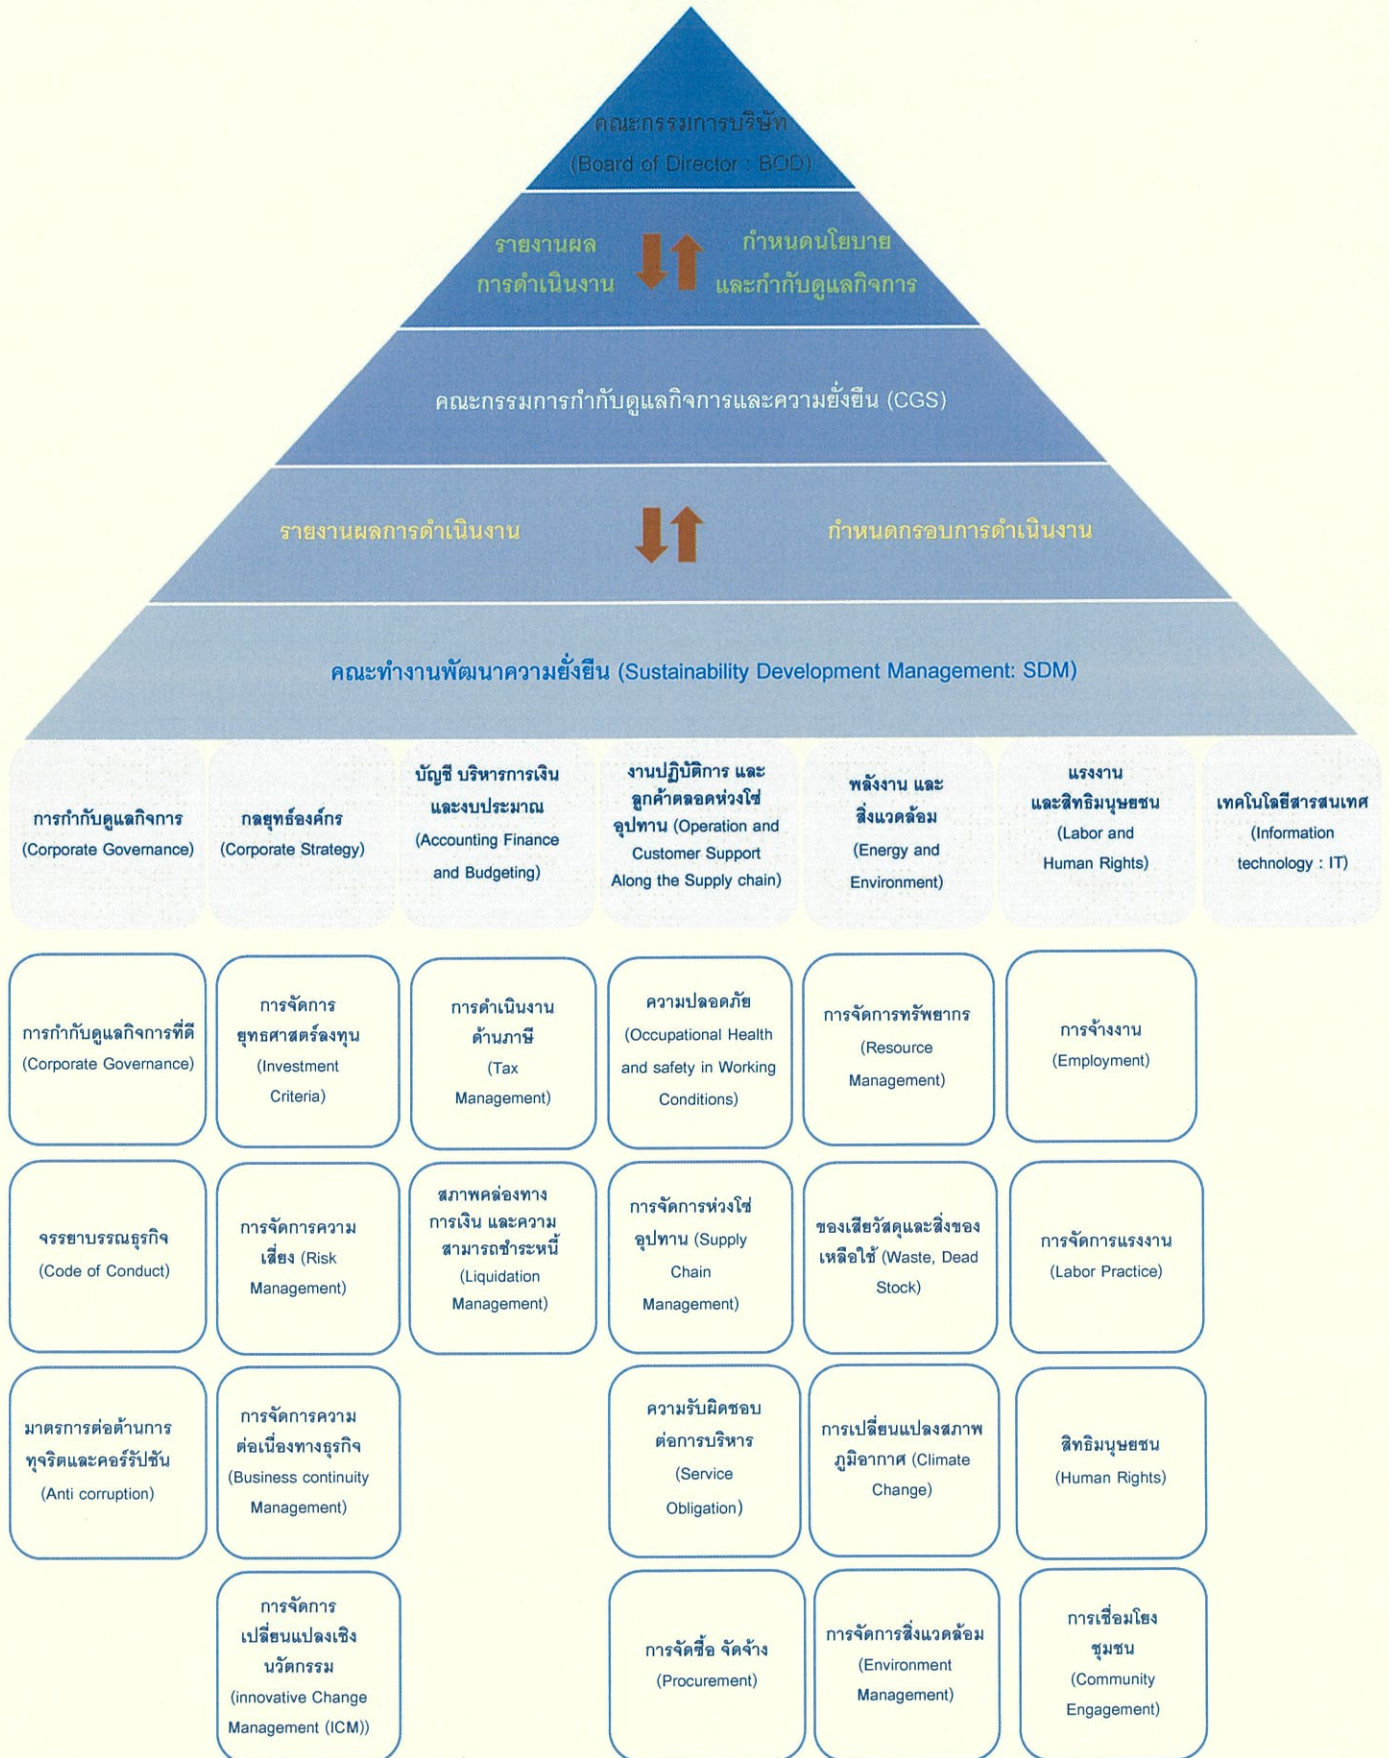 คณะกรรมการบริษัท
(Board of Director : BOD)
รายงานผล
การดำเนินงาน
กำหนดนโยบาย
และกำกับดูแลกิจการ
คณะกรรมการกำกับดูแลกิจการและความยั่งยืน (CGS)
รายงานผลการดำเนินงาน
กำหนดกรอบการดำเนินงาน
คณะทำงานพัฒนาความยั่งยืน (Sustainability Development Management: SDM)
การกำกับดูแลกิจการ
(Corporate Governance)
กลยุทธ์องค์กร
(Corporate Strategy)
บัญชี บริหารการเงิน
และงบประมาณ
(Accounting Finance
and Budgeting)
งานปฏิบัติการ และ
ลูกค้าตลอดห่วงโซ่
อุปทาน (Operation and
Customer Support
Along the Supply chain)
พลังงาน และ
สิ่งแวดล้อม
(Energy and
Environment)
แรงงาน
และสิทธิมนุษยชน
(Labor and
Human Rights)
เทคโนโลยีสารสนเทศ
(Information
technology : IT)
การกำกับดูแลกิจการที่ดี
(Corporate Governance)
การจัดการ
ยุทธศาสตร์ลงทุน
(Investment
Criteria)
การดำเนินงาน
ด้านภาษี
(Tax
Management)
ความปลอดภัย
(Occupational Health
and safety in Working
Conditions)
การจัดการทรัพยากร
(Resource
Management)
การจ้างงาน
(Employment)
จรรยาบรรณธุรกิจ
(Code of Conduct)
การจัดการความ
เสี่ยง (Risk
Management)
สภาพคล่องทาง
การเงิน และความ
สามารถชำระหนี้
(Liquidation
Management)
การจัดการห่วงโซ่
อุปทาน (Supply
Chain
Management)
ของเสียวัสดุและสิ่งของ
เหลือใช้ (Waste, Dead
Stock)
การจัดการแรงงาน
(Labor Practice)
มาตรการต่อต้านการ
ทุจริตและคอร์รัปชัน
(Anti corruption)
การจัดการความ
ต่อเนื่องทางธุรกิจ
(Business continuity
Management)
ความรับผิดชอบ
ต่อการบริหาร
(Service
Obligation)
การเปลี่ยนแปลงสภาพ
ภูมิอากาศ (Climate
Change)
สิทธิมนุษยชน
(Human Rights)
การจัดการ
เปลี่ยนแปลงเชิง
นวัตกรรม
(innovative Change
Management (ICM))
การจัดซื้อ จัดจ้าง
(Procurement)
การจัดการสิ่งแวดล้อม
(Environment
Management)
การเชื่อมโยง
ชุมชน
(Community
Engagement)